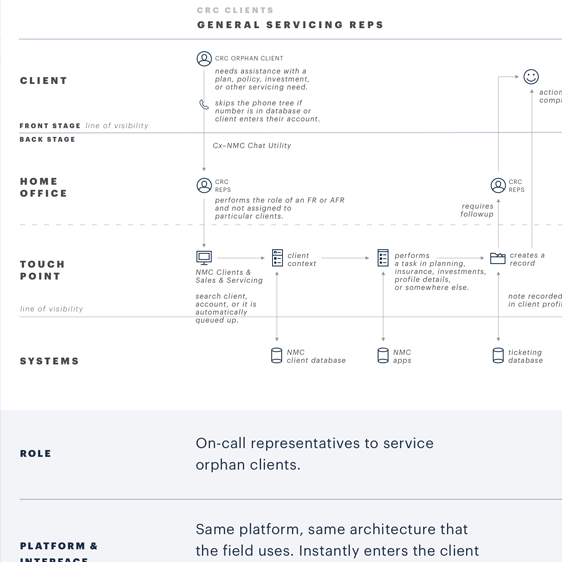 CRC CLIENTS
GENERAL SERVICING REPS
CLIENT
CRC ORPHAN CLIENT
needs assistance with a
plan, policy, investment,
or other servicing need.
skips the phone tree if
number is in database or
client enters their account.
action
FRONT STAGE line of visibility
BACK STAGE
Cx–NMC Chat Utility
HOME
OFFICE
CRC
REPS
performs the role of an FR or AFR
and not assigned to
particular clients.
CRC
REPS
requires
followup
TOUCH
POINT
NMC Clients &
Sales & Servicing
search client,
account, or it is
automatically
queued up.
client
context
performs
a task in planning,
insurance, investments,
profile details,
or somewhere else.
creates a
record
note recorded
in client
line of visibility
SYSTEMS
NMC
client database
NMC
apps
ticketing
database
ROLE
On-call representatives to service
orphan clients.
PLATFORM &
INTERFACE
Same platform, same architecture that
the field uses. Instantly enters the client